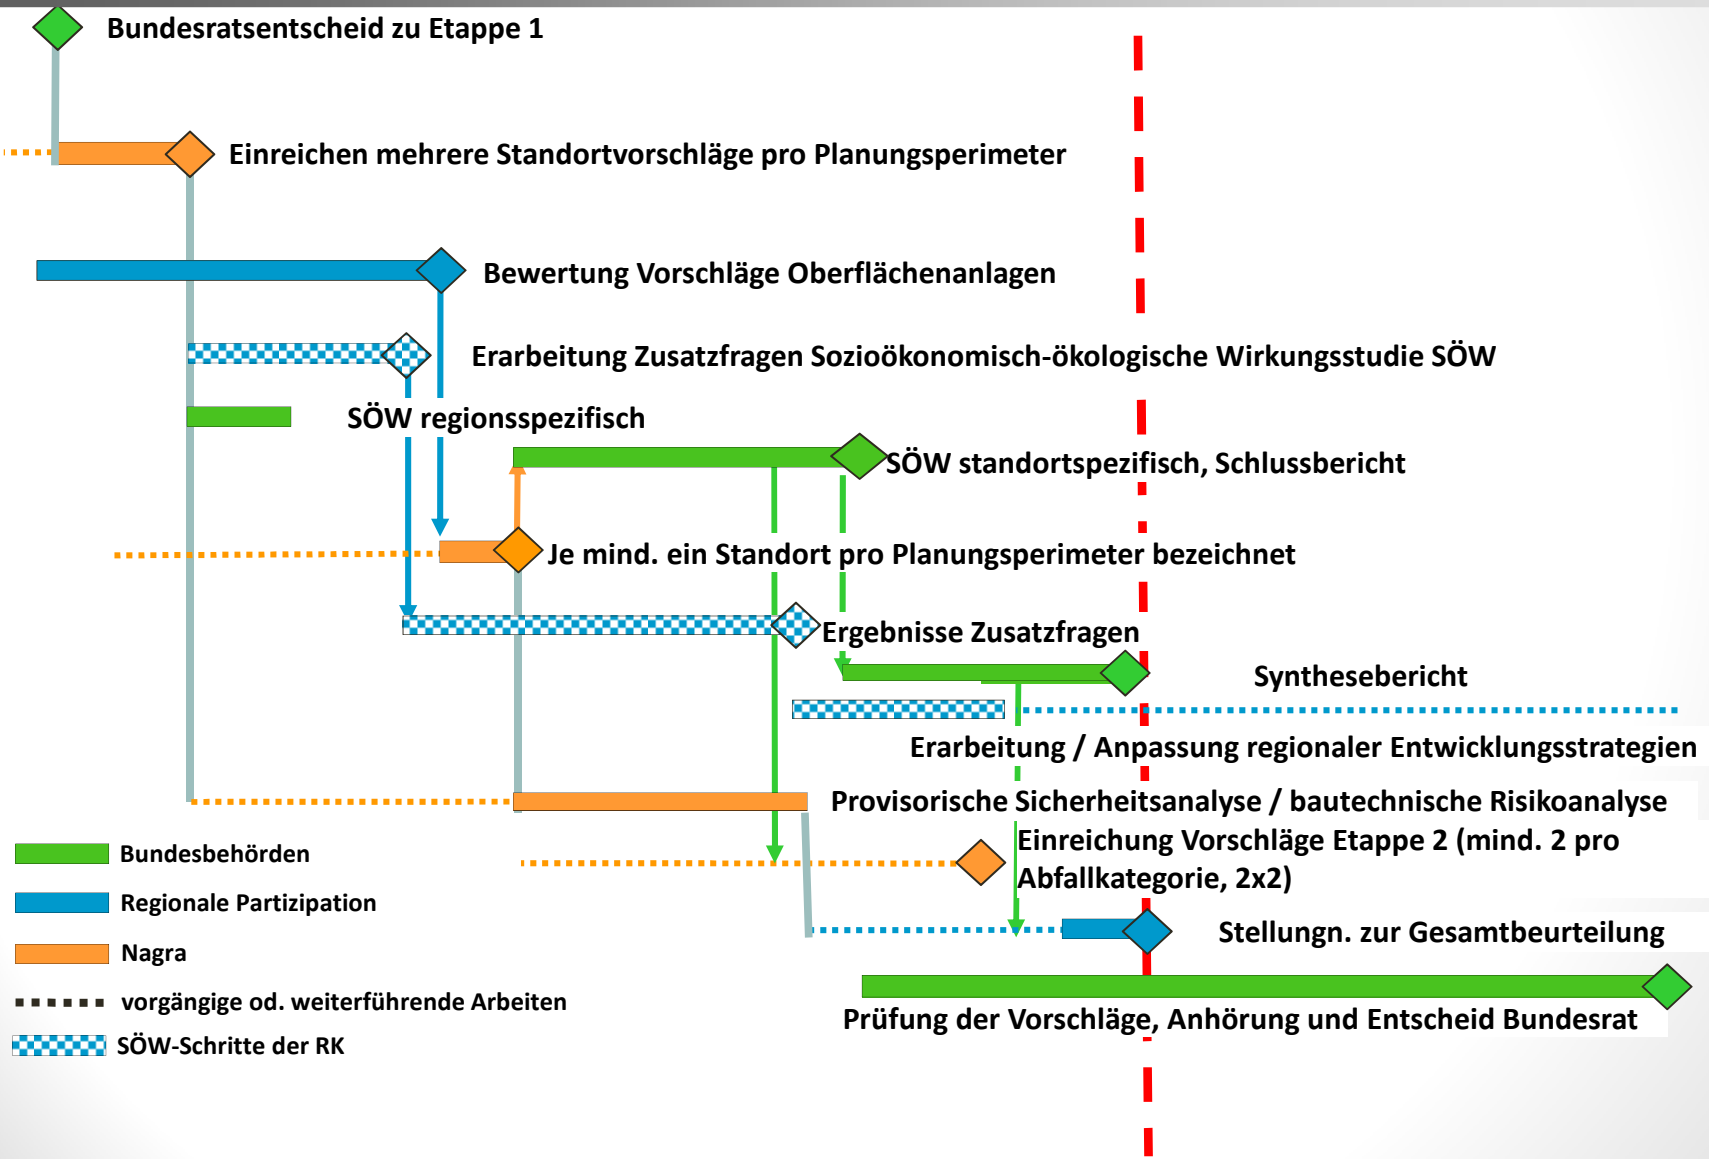 Bundesratsentscheid zu Etappe 1
Einreichen mehrere Standortvorschläge pro Planungsperimeter
Bewertung Vorschläge Oberflächenanlagen
Erarbeitung Zusatzfragen Sozioökonomisch-ökologische Wirkungsstudie SÖW
SÖW regionsspezifisch
SÖW standortspezifisch, Schlussbericht
Je mind. ein Standort pro Planungsperimeter bezeichnet
Ergebnisse Zusatzfragen
Synthesebericht
Erarbeitung / Anpassung regionaler Entwicklungsstrategien
Provisorische Sicherheitsanalyse / bautechnische Risikoanalyse
Einreichung Vorschläge Etappe 2 (mind. 2 pro
Abfallkategorie, 2x2)
Stellungn. zur Gesamtbeurteilung
Prüfung der Vorschläge, Anhörung und Entscheid Bundesrat
Bundesbehörden
Regionale Partizipation
Nagra
vorgängige od. weiterführende Arbeiten
SÖW-Schritte der RK